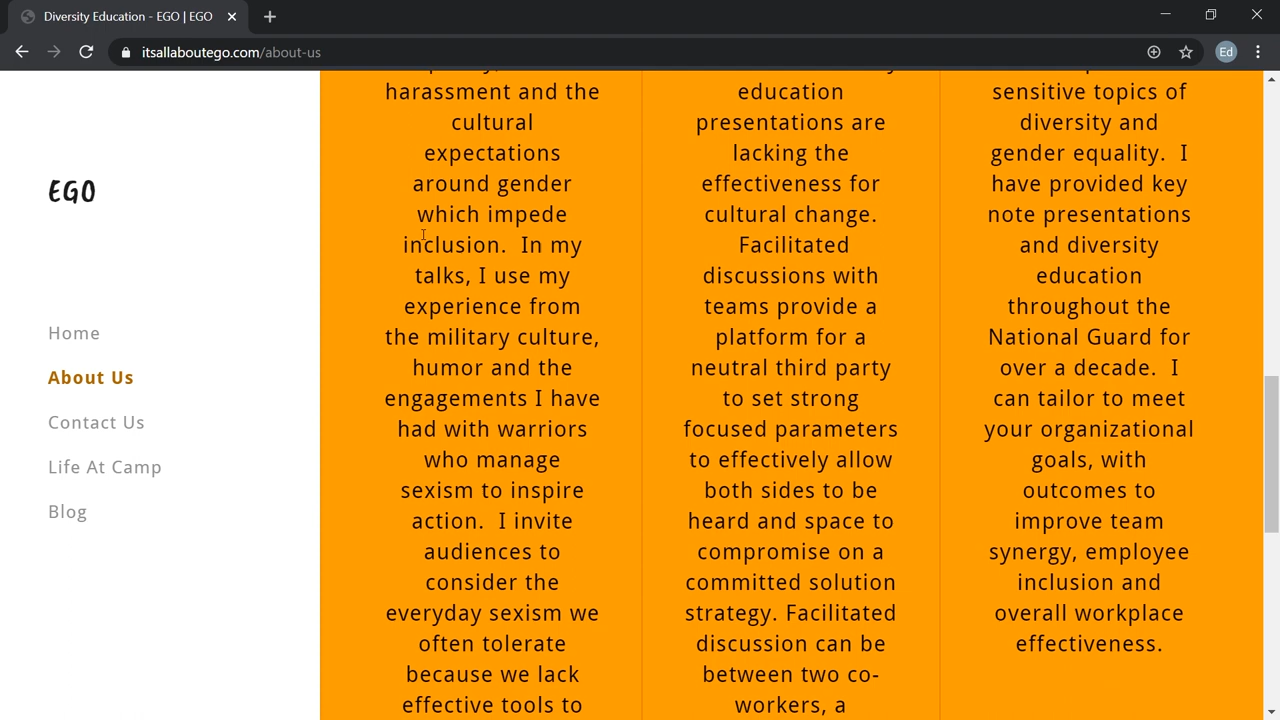 Diversity Education - EGO | EGO
itsallaboutego.com/about-us
Ed
EGO
Home
About Us
Contact Us
Life At Camp
Blog
harassment and the
cultural
expectations
around gender
which impede
inclusion. In my
talks, I use my
experience from
the military culture,
humor and the
engagements I have
had with warriors
who manage
sexism to inspire
action. I invite
audiences to
consider the
everyday sexism we
often tolerate
because we lack
effective tools to
education
presentations are
lacking the
effectiveness for
cultural change.
Facilitated
discussions with
teams provide a
platform for a
neutral third party
to set strong
focused parameters
to effectively allow
both sides to be
heard and space to
compromise on a
committed solution
strategy. Facilitated
discussion can be
between two co-
workers, a
sensitive topics of
diversity and
gender equality. I
have provided key
note presentations
and diversity
education
throughout the
National Guard for
over a decade. I
can tailor to meet
your organizational
goals, with
outcomes to
improve team
synergy, employee
inclusion and
overall workplace
effectiveness.